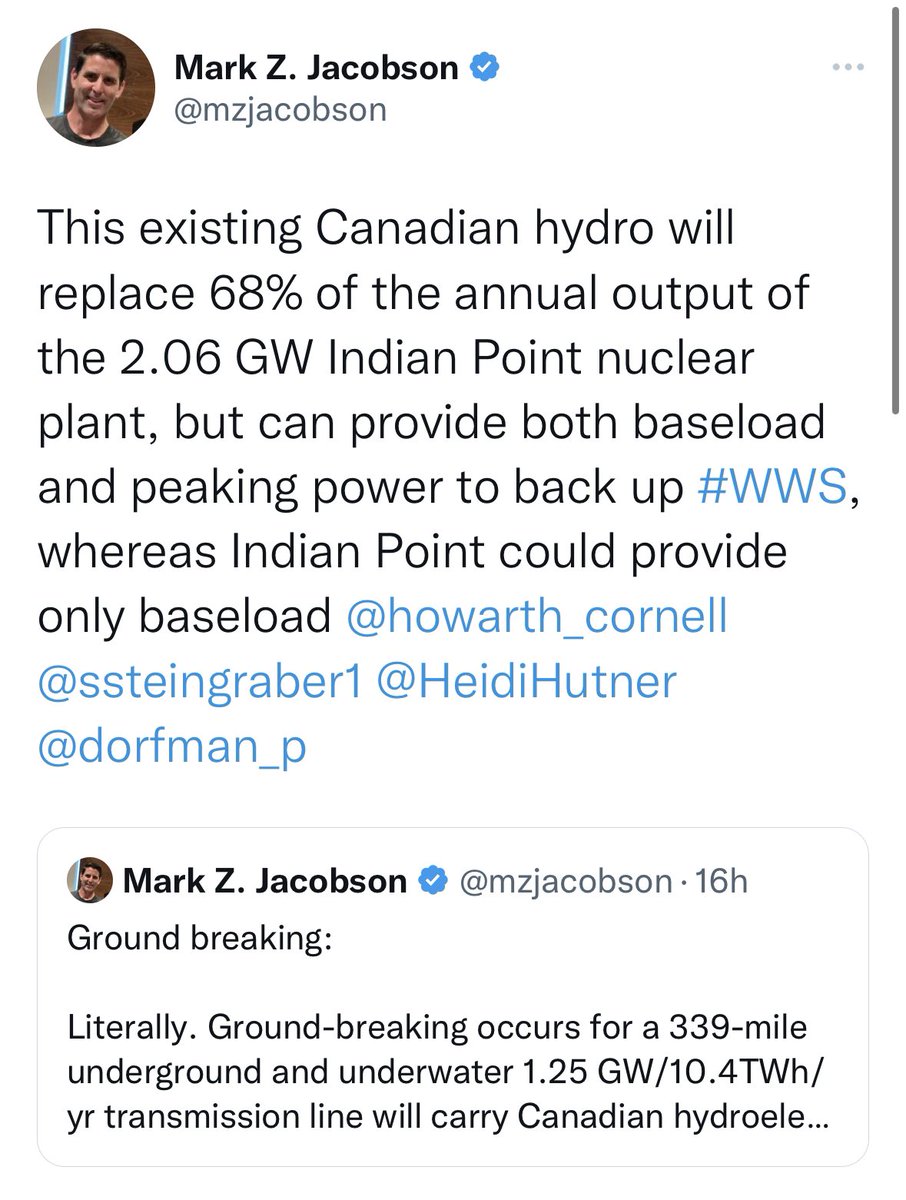 Mark Z. Jacobson
@mzjacobson
This existing Canadian hydro will
replace 68% of the annual output of
the 2.06 GW Indian Point nuclear
plant, but can provide both baseload
and peaking power to back up #WWS,
whereas Indian Point could provide
only baseload @howarth_cornell
@ssteingraber1 @HeidiHutner
@dorfman_p
Mark Z. Jacobson @mzjacobson · 16h
Ground breaking:
Literally. Ground-breaking occurs for a 339-mile
underground and underwater 1.25 GW/10.4TWh/
yr transmission line will carry Canadian hydroele...